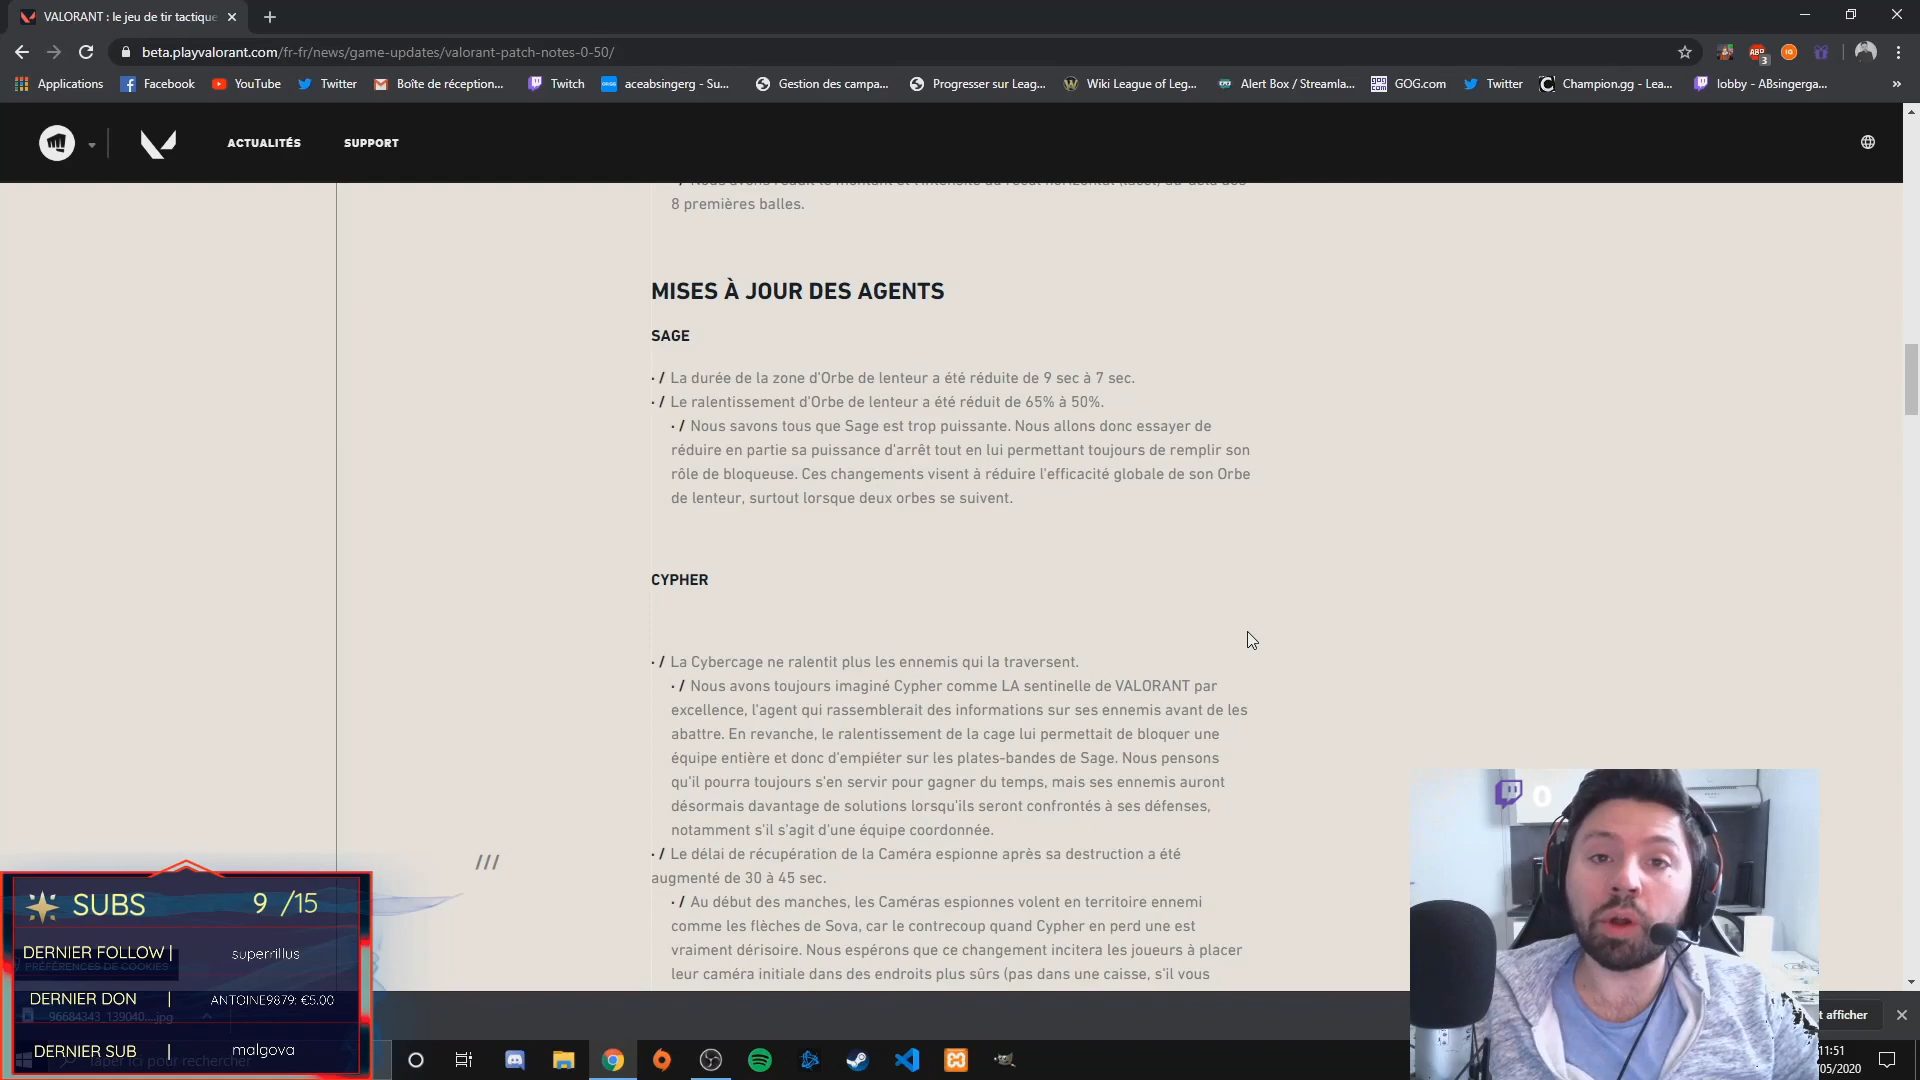 VALORANT : le jeu de tir tactique
beta.playvalorant.com/fr-fr/news/game-updates/valorant-patch-notes-0-50/
ABP
3
Applications
Facebook
YouTube
Twitter
Boîte de réception...
Twitch
aceabsingerg - Su...
Gestion des campa...
Progresser sur Leag...
Wiki League of Leg...
Alert Box / Streamla...
GOG.com
Twitter
Champion.gg - Lea...
lobby - ABsingerga...
»
ACTUALITÉS
SUPPORT
8 premières balles.
MISES À JOUR DES AGENTS
SAGE
· / La durée de la zone d'Orbe de lenteur a été réduite de 9 sec à 7 sec.
· / Le ralentissement d'Orbe de lenteur a été réduit de 65% à 50%.
· / Nous savons tous que Sage est trop puissante. Nous allons donc essayer de
réduire en partie sa puissance d'arrêt tout en lui permettant toujours de remplir son
rôle de bloqueuse. Ces changements visent à réduire l'efficacité globale de son Orbe
de lenteur, surtout lorsque deux orbes se suivent.
CYPHER
· / La Cybercage ne ralentit plus les ennemis qui la traversent.
· / Nous avons toujours imaginé Cypher comme LA sentinelle de VALORANT par
excellence, l'agent qui rassemblerait des informations sur ses ennemis avant de les
abattre. En revanche, le ralentissement de la cage lui permettait de bloquer une
équipe entière et donc d'empiéter sur les plates-bandes de Sage. Nous pensons
qu'il pourra toujours s'en servir pour gagner du temps, mais ses ennemis auront
désormais davantage de solutions lorsqu'ils seront confrontés à ses défenses,
notamment s'il s'agit d'une équipe coordonnée.
· / Le délai de récupération de la Caméra espionne après sa destruction a été
augmenté de 30 à 45 sec.
· / Au début des manches, les Caméras espionnes volent en territoire ennemi
comme les flèches de Sova, car le contrecoup quand Cypher en perd une est
vraiment dérisoire. Nous espérons que ce changement incitera les joueurs à placer
leur caméra initiale dans des endroits plus sûrs (pas dans une caisse, s'il vous
///
0
SUBS 9 /15
DERNIER FOLLOW | superrillus
PRÉFÉRENCES DE COOKIES
DERNIER DON | ANTOINE9879: €5.00
96684343_139040....jpg
DERNIER SUB | malgova
Taper ici pour rechercher
t afficher
11:51
/05/2020